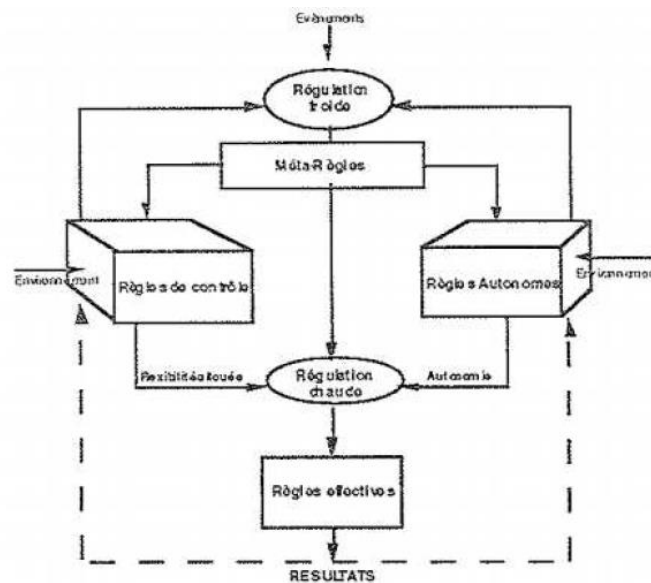 Evènements
Régulation
froide
Méta-Règles
Environnement
Règles de contrôle
Règles Autonomes
Environnement
Flexibilité allouée
Régulation
chaude
Autonomie
Règles effectives
RESULTATS